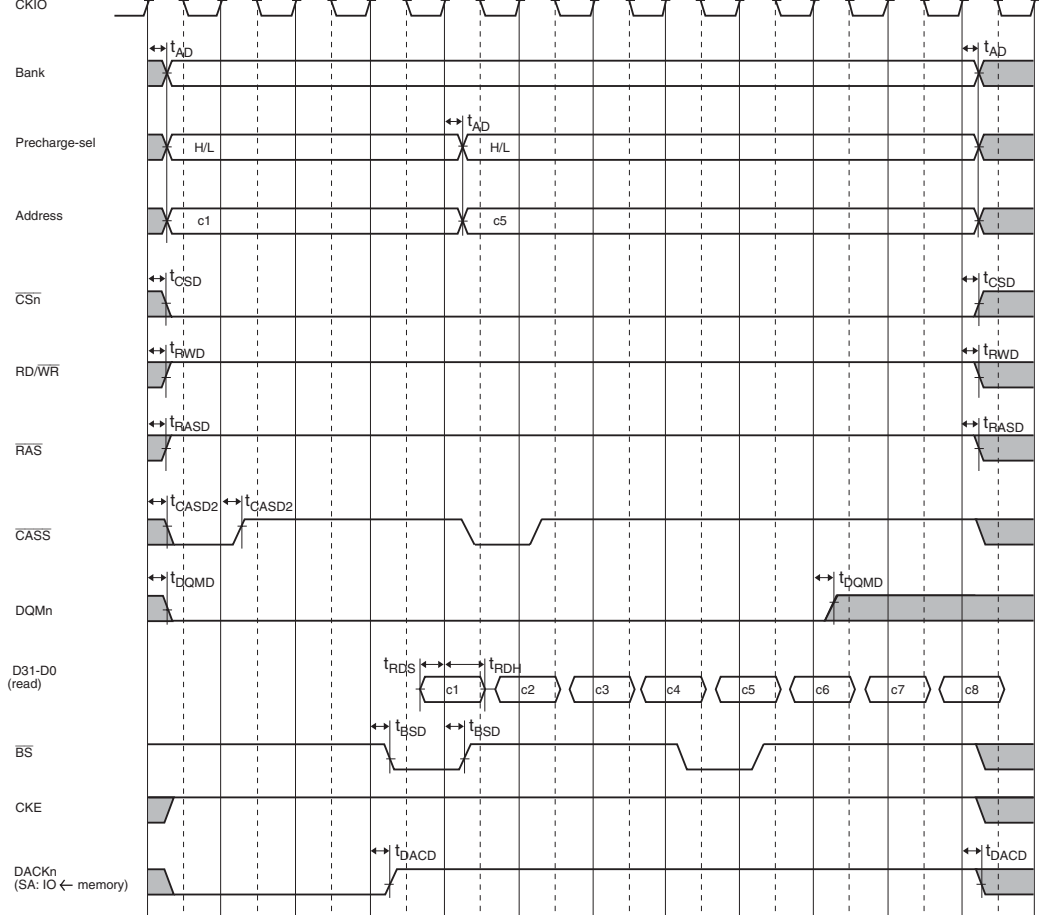 CKIO
tAD tAD
Bank
tAD
Precharge-sel H/L H/L
Address c1 c5
tCSD tCSD
CSn
tRWD tRWD
RD/WR
tRASD tRASD
RAS
tCASD2 tCASD2
CASS
tDQMD tDQMD
DQMn
tRDS tRDH
D31-D0
(read)
c1 c2 c3 c4 c5 c6 c7 c8
tBSD tBSD
BS
CKE
tDACD tDACD
DACKn
(SA: IO ← memory)